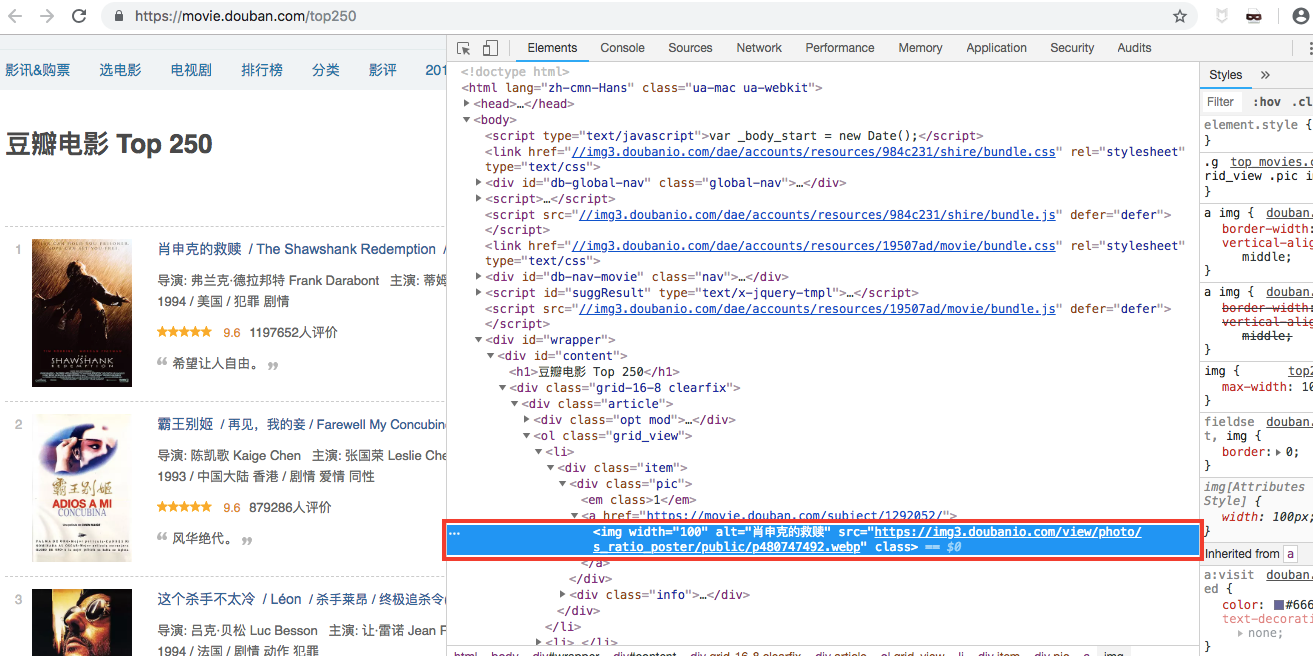 https://movie.douban.com/top250
影讯&购票 选电影 电视剧 排行榜 分类 影评 201
豆瓣电影 Top 250
1
肖申克的救赎 / The Shawshank Redemption /
导演: 弗兰克·德拉邦特 Frank Darabont 主演: 蒂姆
1994 / 美国 / 犯罪 剧情
9.6 1197652人评价
希望让人自由。
THE
SHAWSHANK
REDEMPTION
2
霸王别姬 / 再见，我的妾 / Farewell My Concubin
导演: 陈凯歌 Kaige Chen 主演: 张国荣 Leslie Che
1993 / 中国大陆 香港 / 剧情 爱情 同性
9.6 879286人评价
风华绝代。
霸王别姬
ADIOS A MI
CONCUBINA
3
这个杀手不太冷 / Léon / 杀手莱昂 / 终极追杀令(
导演: 吕克·贝松 Luc Besson 主演: 让·雷诺 Jean F
1994 / 法国 / 剧情 动作 犯罪
Elements Console Sources Network Performance Memory Application Security Audits
<!doctype html>
<html lang="zh-cmn-Hans" class="ua-mac ua-webkit">
<head>…</head>
<body>
<script type="text/javascript">var _body_start = new Date();</script>
<link href="//img3.doubanio.com/dae/accounts/resources/984c231/shire/bundle.css" rel="stylesheet"
type="text/css">
<div id="db-global-nav" class="global-nav">…</div>
<script>…</script>
<script src="//img3.doubanio.com/dae/accounts/resources/984c231/shire/bundle.js" defer="defer">
</script>
<link href="//img3.doubanio.com/dae/accounts/resources/19507ad/movie/bundle.css" rel="stylesheet"
type="text/css">
<div id="db-nav-movie" class="nav">…</div>
<script id="suggResult" type="text/x-jquery-tmpl">…</script>
<script src="//img3.doubanio.com/dae/accounts/resources/19507ad/movie/bundle.js" defer="defer">
</script>
<div id="wrapper">
<div id="content">
<h1>豆瓣电影 Top 250</h1>
<div class="grid-16-8 clearfix">
<div class="article">
<div class="opt mod">…</div>
<ol class="grid_view">
<li>
<div class="item">
<div class="pic">
<em class>1</em>
<a href="https://movie.douban.com/subject/1292052/">
… <img width="100" alt="肖申克的救赎" src="https://img3.doubanio.com/view/photo/
s_ratio_poster/public/p480747492.webp" class> == $0
</a>
</div>
<div class="info">…</div>
</div>
</li>
<li>…</li>
html body div#wrapper div#content div.grid-16-8.clearfix div.article ol.grid_view li div.item div.pic a img
Styles »
Filter :hov .cl
element.style {
}
.g top_movies.c
rid_view .pic im
}
a img { douban.
border-width:
vertical-alig
middle;
}
a img { douban.
border-width:
vertical-alig
middle;
}
img { top2
max-width: 10
}
fieldse douban.
t, img {
border: 0;
}
img[Attributes
Style] {
width: 100px;
}
Inherited from a
a:visit douban.
ed {
color: #666
text-decorati
none;
}